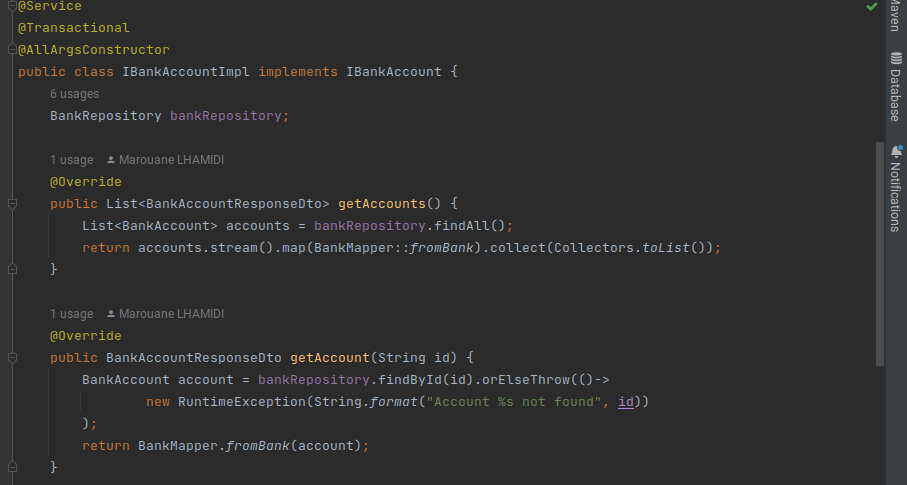 @Service
@Transactional
@AllArgsConstructor
public class IBankAccountImpl implements IBankAccount {
6 usages
BankRepository bankRepository;
1 usage Marouane LHAMIDI
@Override
public List<BankAccountResponseDto> getAccounts() {
List<BankAccount> accounts = bankRepository.findAll();
return accounts.stream().map(BankMapper::fromBank).collect(Collectors.toList());
}
1 usage Marouane LHAMIDI
@Override
public BankAccountResponseDto getAccount(String id) {
BankAccount account = bankRepository.findById(id).orElseThrow(()->
new RuntimeException(String.format("Account %s not found", id))
);
return BankMapper.fromBank(account);
}
Maven
Database
Notifications